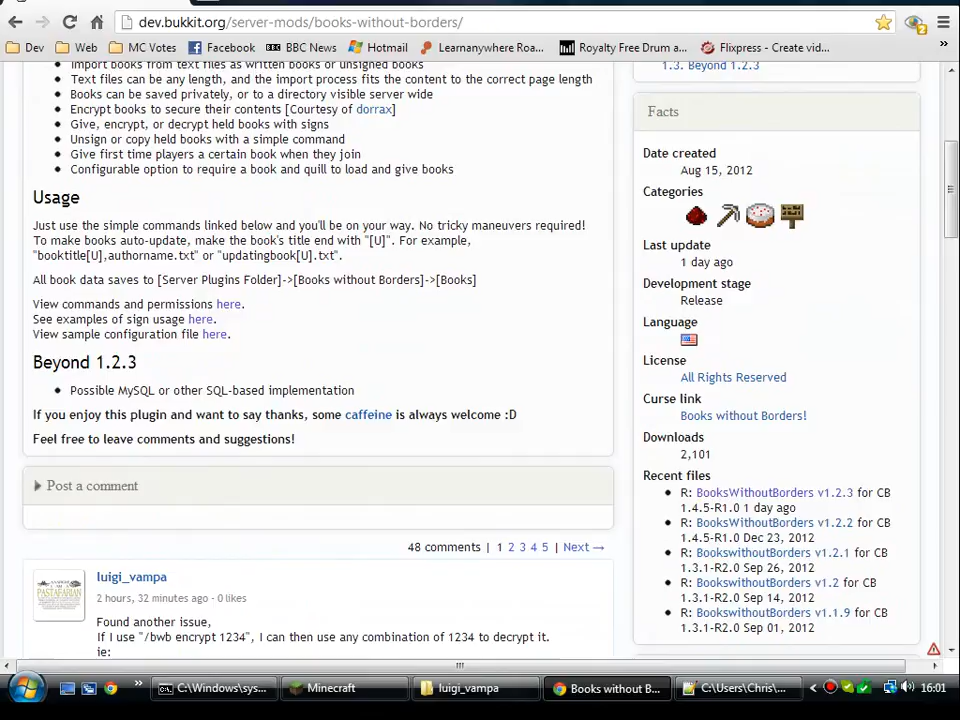 dev.bukkit.org/server-mods/books-without-borders/
Dev Web MC Votes Facebook BBC News Hotmail Learnanywhere Roa... Royalty Free Drum a... Flixpress - Create vid... »
Import books from text files as written books or unsigned books
Text files can be any length, and the import process fits the content to the correct page length
Books can be saved privately, or to a directory visible server wide
Encrypt books to secure their contents [Courtesy of dorrax]
Give, encrypt, or decrypt held books with signs
Unsign or copy held books with a simple command
Give first time players a certain book when they join
Configurable option to require a book and quill to load and give books
Usage
Just use the simple commands linked below and you'll be on your way. No tricky maneuvers required!
To make books auto-update, make the book's title end with "[U]". For example,
"booktitle[U],authorname.txt" or "updatingbook[U].txt".
All book data saves to [Server Plugins Folder]->[Books without Borders]->[Books]
View commands and permissions here.
See examples of sign usage here.
View sample configuration file here.
Beyond 1.2.3
Possible MySQL or other SQL-based implementation
If you enjoy this plugin and want to say thanks, some caffeine is always welcome :D
Feel free to leave comments and suggestions!
Post a comment
48 comments | 1 2 3 4 5 | Next →
luigi_vampa
2 hours, 32 minutes ago - 0 likes
Found another issue,
If I use "/bwb encrypt 1234", I can then use any combination of 1234 to decrypt it.
ie:
PASTAFARIAN
1.3. Beyond 1.2.3
Facts
Date created
Aug 15, 2012
Categories
Last update
1 day ago
Development stage
Release
Language
License
All Rights Reserved
Curse link
Books without Borders!
Downloads
2,101
Recent files
R: BooksWithoutBorders v1.2.3 for CB
1.4.5-R1.0 1 day ago
R: BooksWithoutBorders v1.2.2 for CB
1.4.5-R1.0 Dec 23, 2012
R: BookswithoutBorders v1.2.1 for CB
1.3.1-R2.0 Sep 26, 2012
R: BookswithoutBorders v1.2 for CB
1.3.1-R2.0 Sep 14, 2012
R: BookswithoutBorders v1.1.9 for CB
1.3.1-R2.0 Sep 01, 2012
» C:\Windows\sys... Minecraft luigi_vampa Books without B... C:\Users\Chris\... 16:01